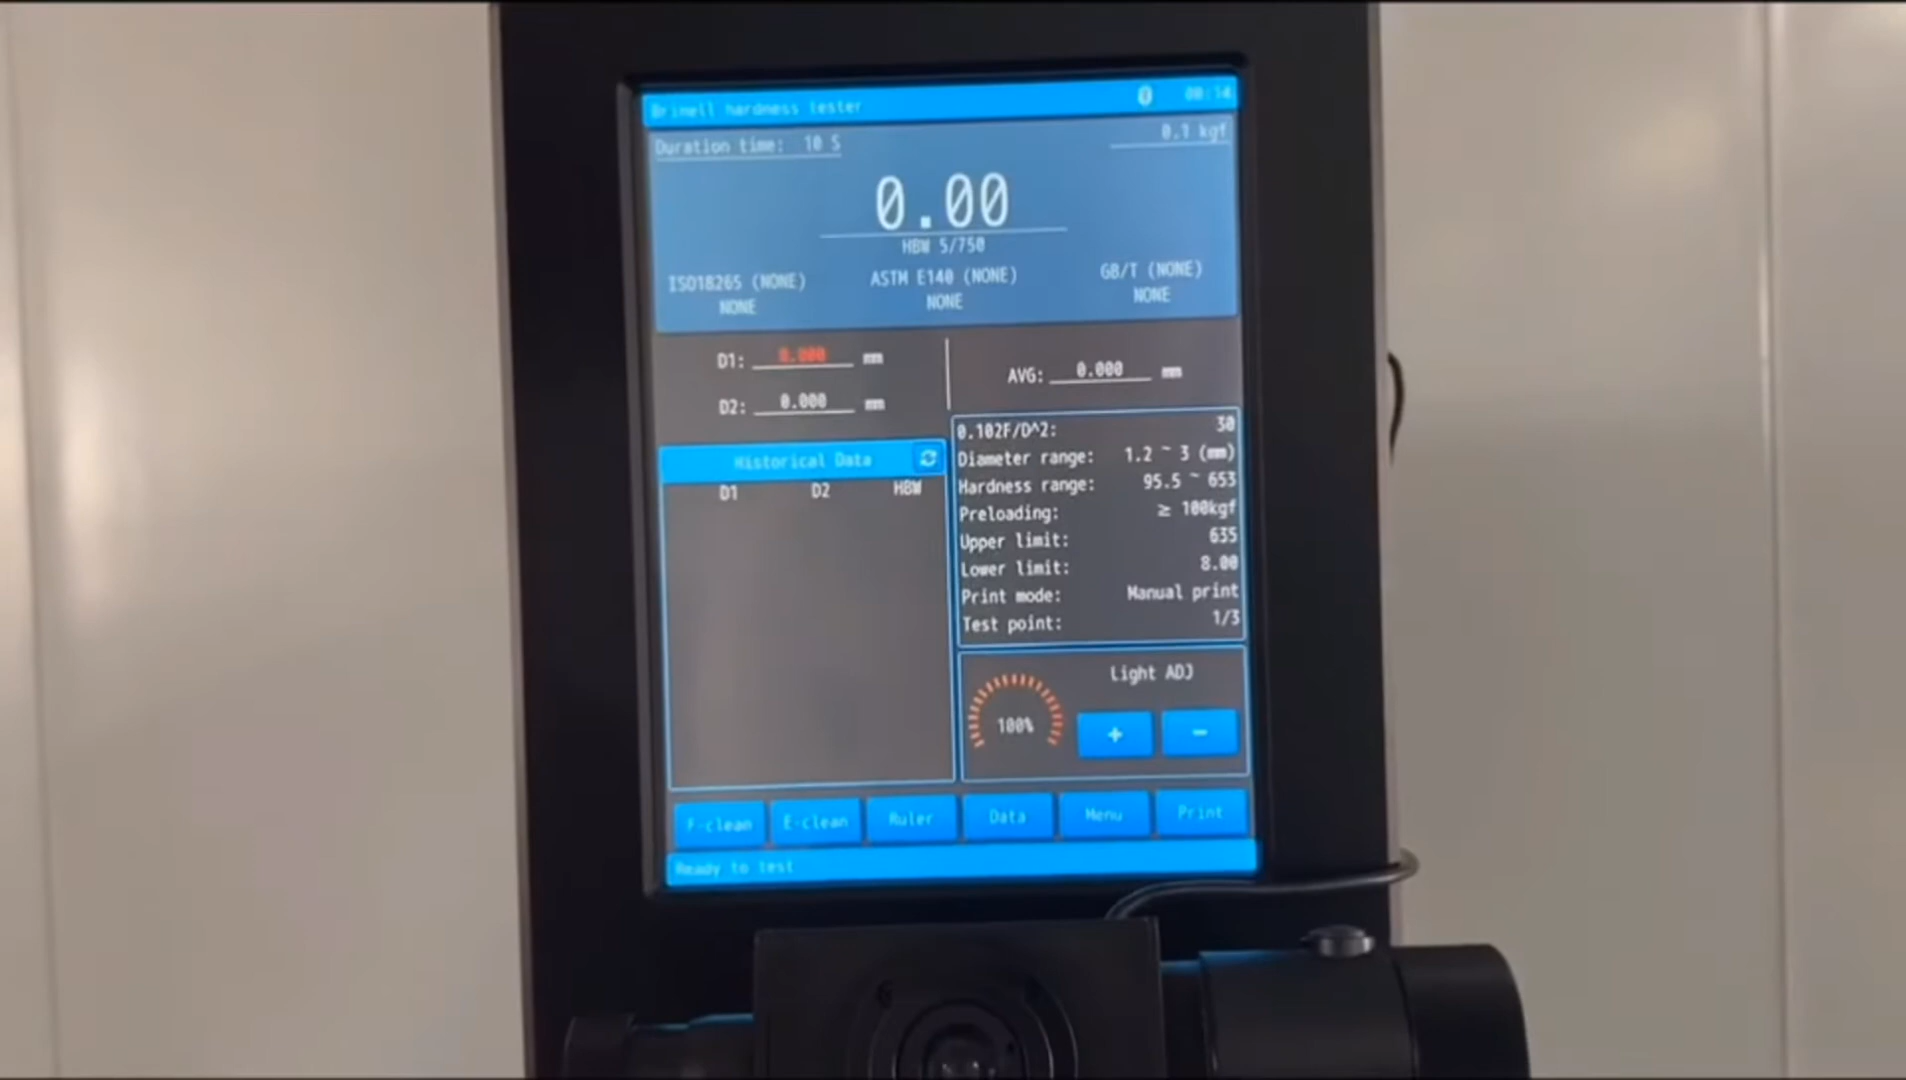 Brinell hardness tester 00:14
Duration time: 10 S 0.1 kgf
0.00
HBW 5/750
ISO18265 (NONE) ASTM E140 (NONE) GB/T (NONE)
NONE NONE NONE
D1: 0.000 mm
AVG: 0.000 mm
D2: 0.000 mm
Historical Data
D1 D2 HBW
0.102F/D^2: 30
Diameter range: 1.2 ~ 3 (mm)
Hardness range: 95.5 ~ 653
Preloading: ≥ 100kgf
Upper limit: 635
Lower limit: 8.00
Print mode: Manual print
Test point: 1/3
Light ADJ
100% + -
F-clean E-clean Ruler Data Menu Print
Ready to test